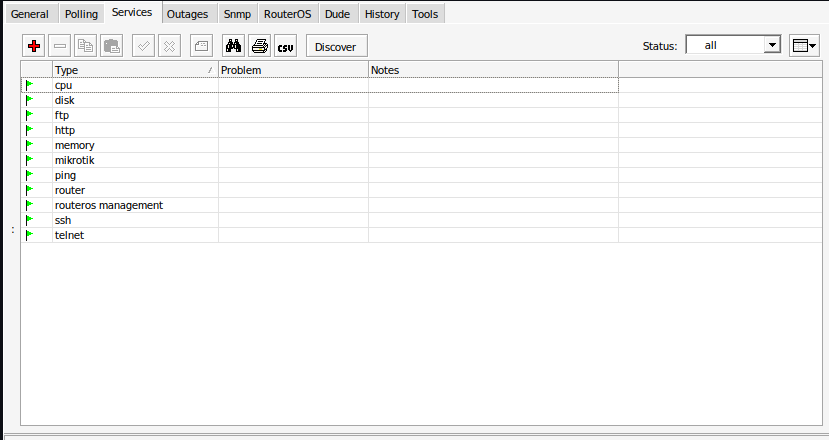 General Polling Services Outages Snmp RouterOS Dude History Tools
csv Discover Status: all
Type Problem Notes
cpu
disk
ftp
http
memory
mikrotik
ping
router
routeros management
ssh
telnet